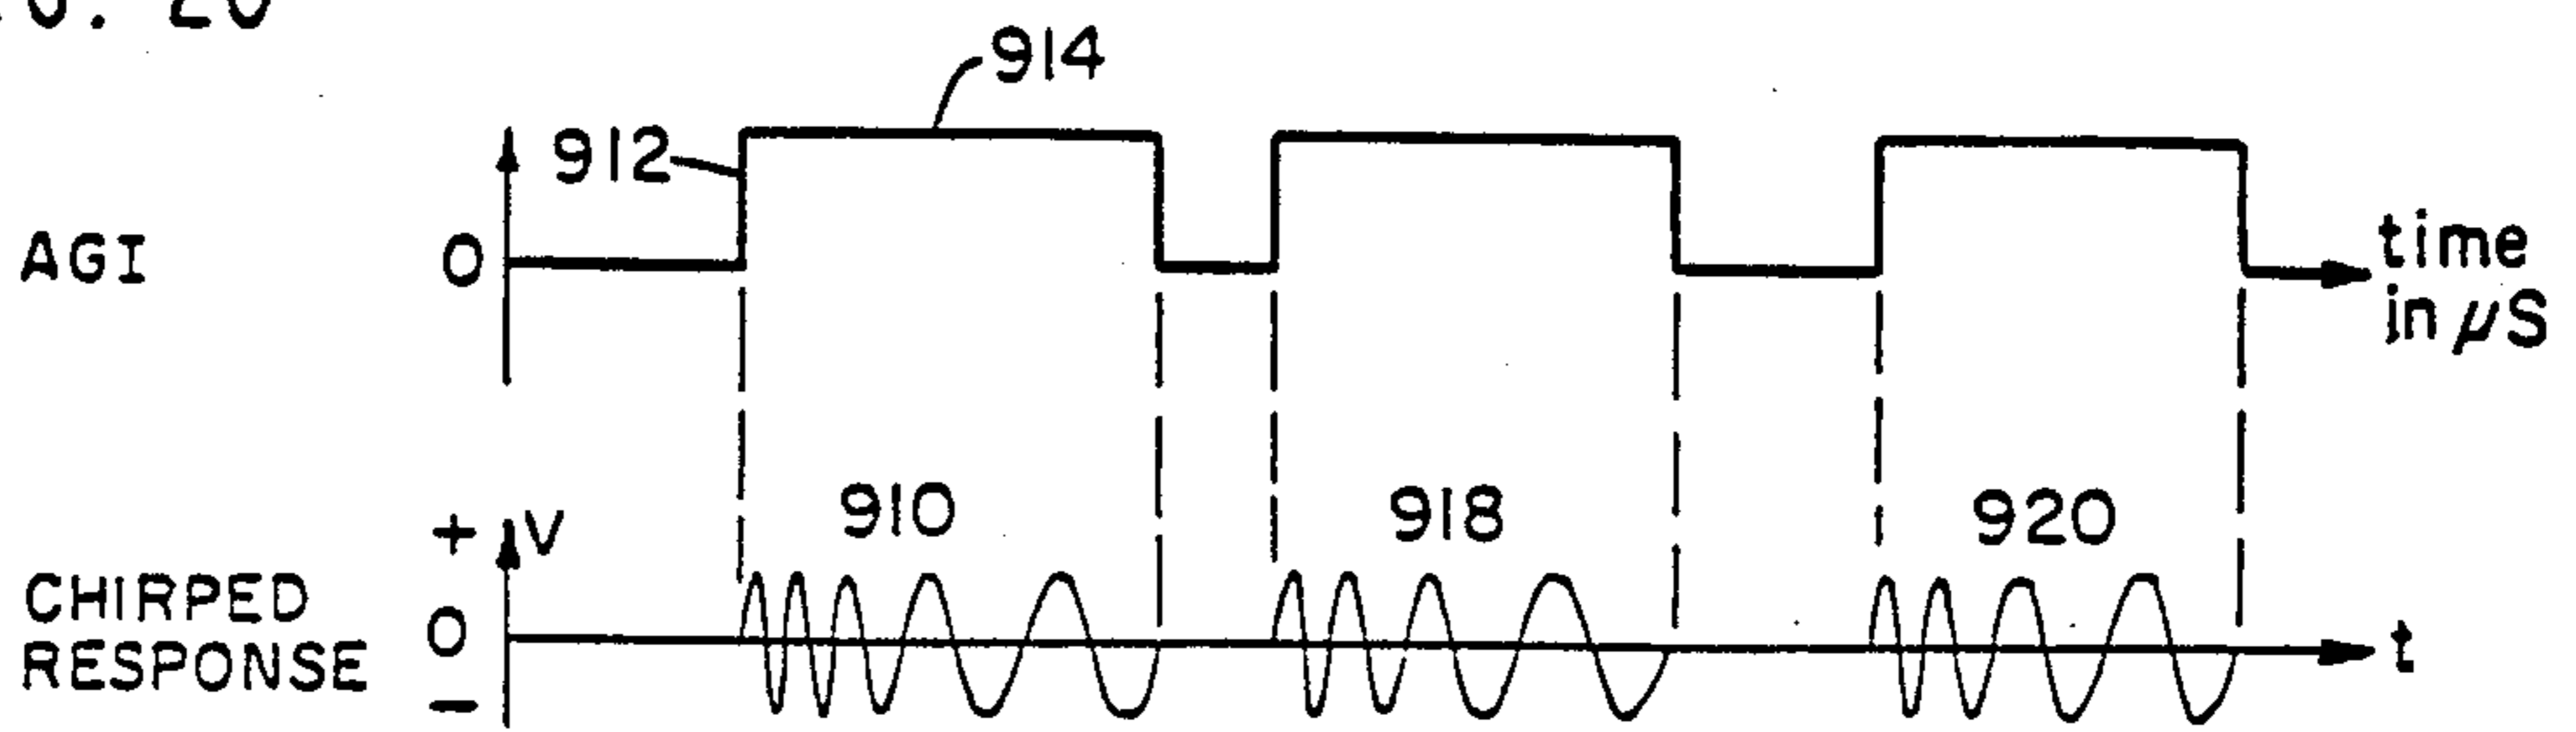 914
912
AGI
0
time
in μS
910
918
920
+
V
CHIRPED
RESPONSE
0
−
t